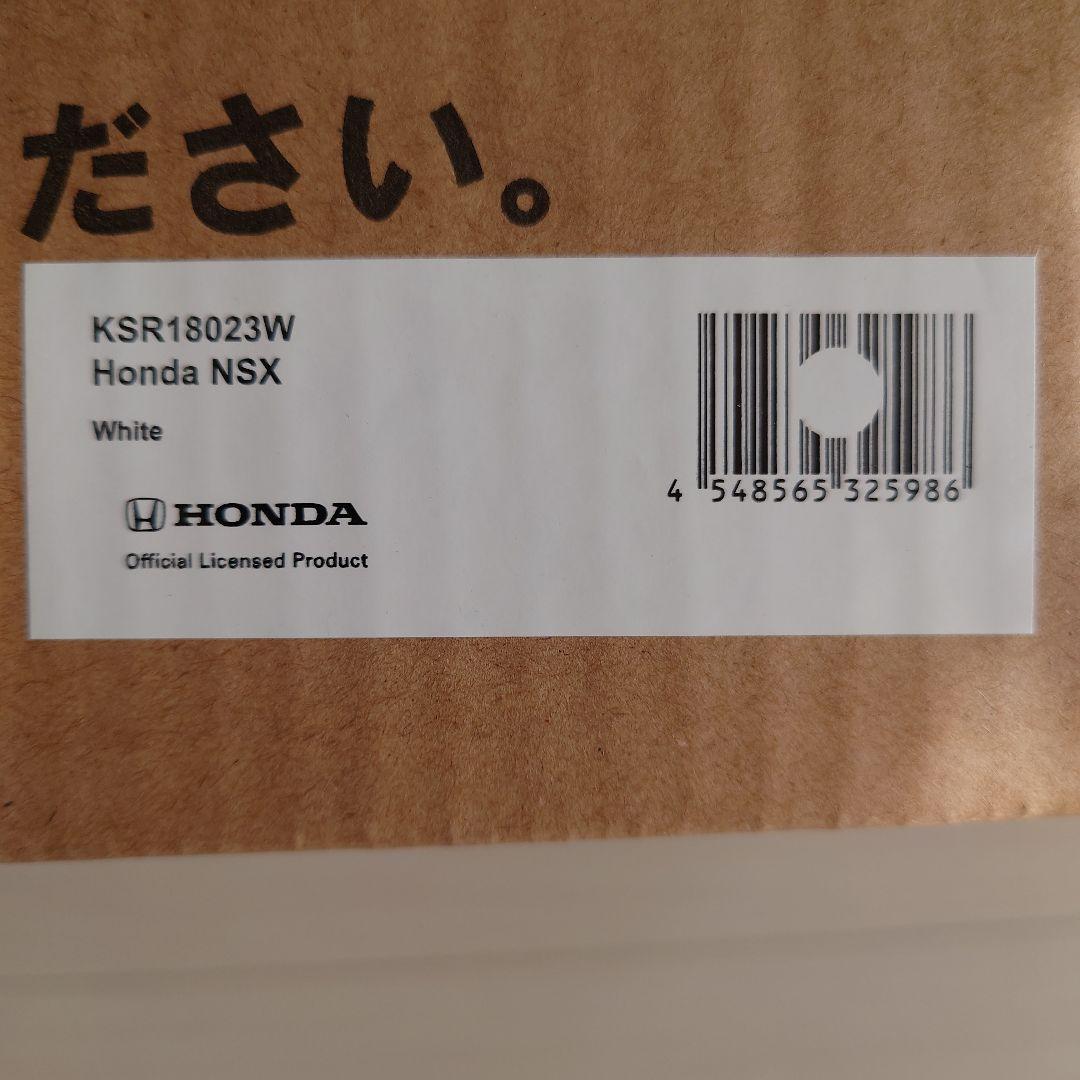 ださい。
KSR18023W
Honda NSX
White
HONDA
Official Licensed Product
4 548565 325986